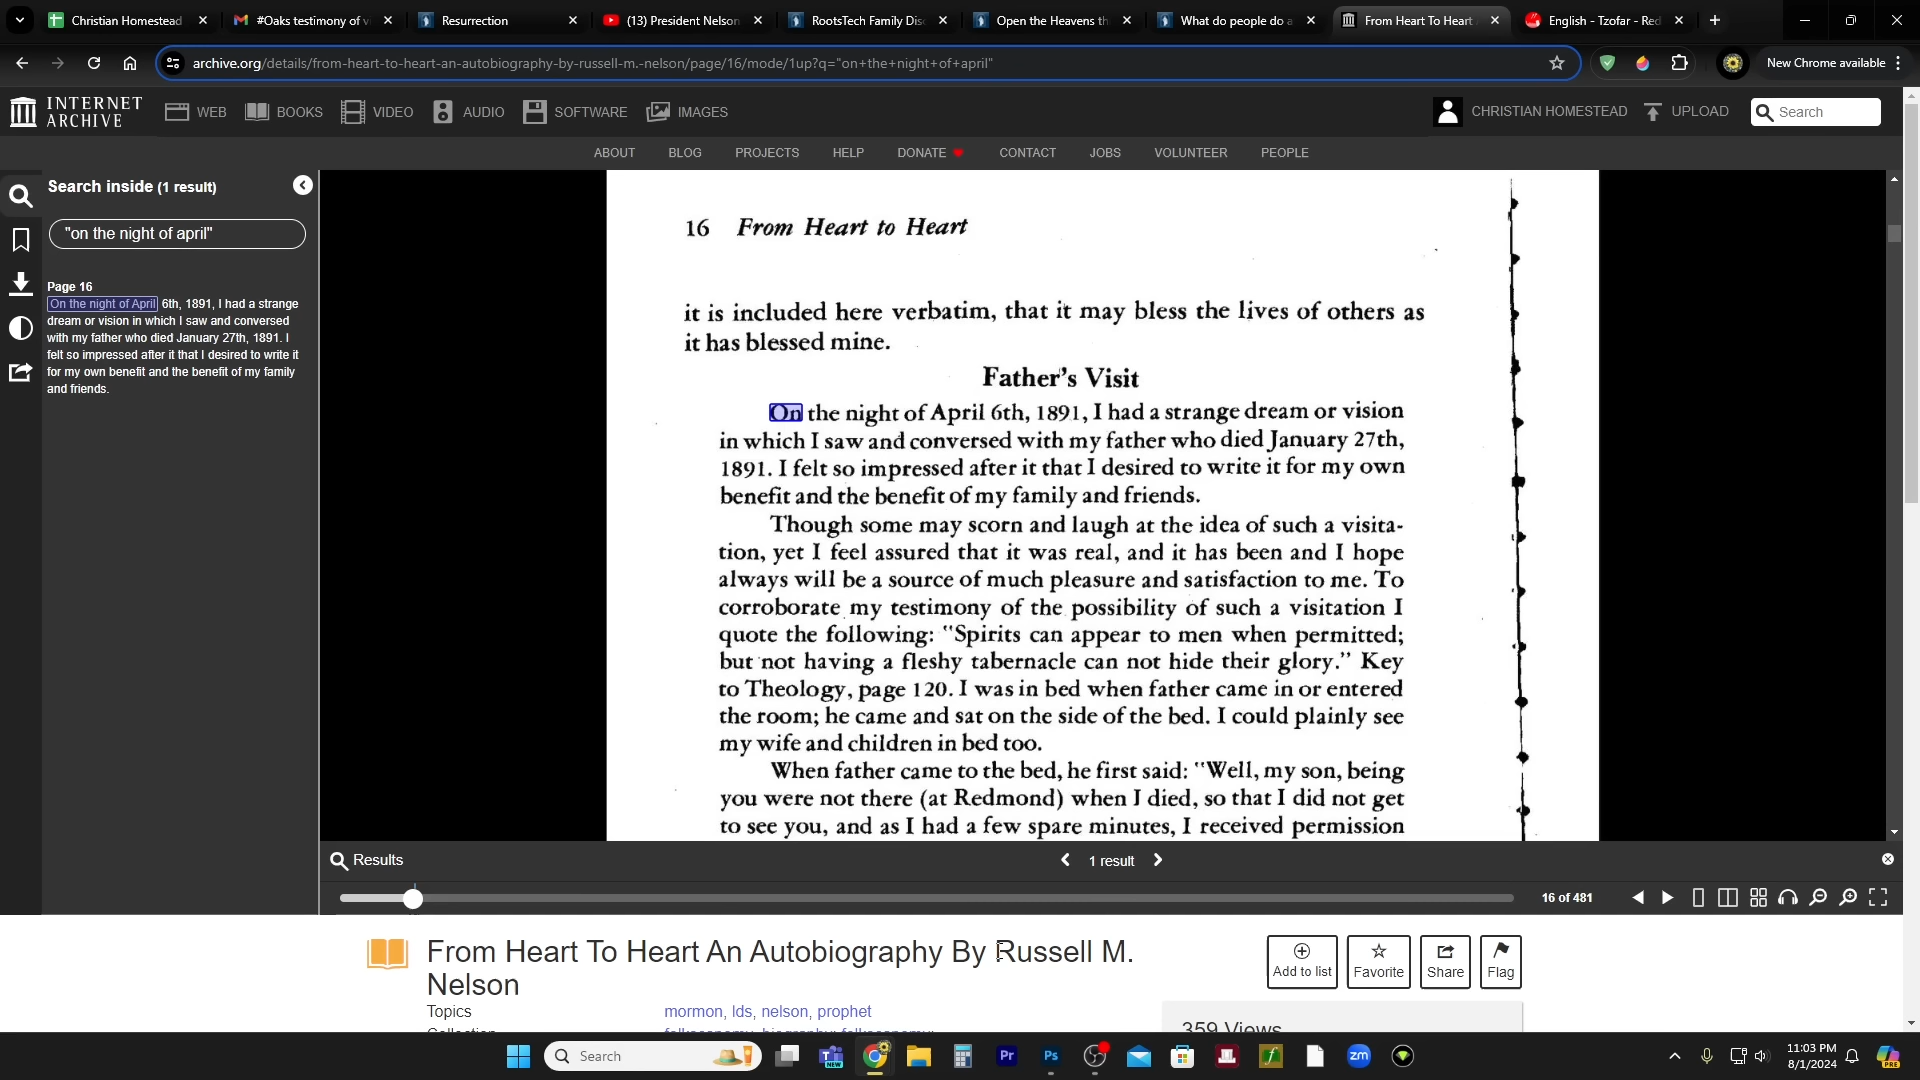 Christian Homestead
#Oaks testimony of v
Resurrection
(13) President Nelson
RootsTech Family Dis
Open the Heavens th
What do people do a
From Heart To Heart
English - Tzofar - Red
archive.org/details/from-heart-to-heart-an-autobiography-by-russell-m.-nelson/page/16/mode/1up?q="on+the+night+of+april"
New Chrome available
INTERNET ARCHIVE
WEB
BOOKS
VIDEO
AUDIO
SOFTWARE
IMAGES
CHRISTIAN HOMESTEAD
UPLOAD
Search
ABOUT
BLOG
PROJECTS
HELP
DONATE
CONTACT
JOBS
VOLUNTEER
PEOPLE
Search inside (1 result)
"on the night of april"
Page 16
On the night of April 6th, 1891, I had a strange
dream or vision in which I saw and conversed
with my father who died January 27th, 1891. I
felt so impressed after it that I desired to write it
for my own benefit and the benefit of my family
and friends.
16 From Heart to Heart
it is included here verbatim, that it may bless the lives of others as
it has blessed mine.
Father's Visit
On the night of April 6th, 1891, I had a strange dream or vision
in which I saw and conversed with my father who died January 27th,
1891. I felt so impressed after it that I desired to write it for my own
benefit and the benefit of my family and friends.
Though some may scorn and laugh at the idea of such a visita-
tion, yet I feel assured that it was real, and it has been and I hope
always will be a source of much pleasure and satisfaction to me. To
corroborate my testimony of the possibility of such a visitation I
quote the following: "Spirits can appear to men when permitted;
but not having a fleshy tabernacle can not hide their glory." Key
to Theology, page 120. I was in bed when father came in or entered
the room; he came and sat on the side of the bed. I could plainly see
my wife and children in bed too.
When father came to the bed, he first said: "Well, my son, being
you were not there (at Redmond) when I died, so that I did not get
to see you, and as I had a few spare minutes, I received permission
Results
1 result
16 of 481
From Heart To Heart An Autobiography By Russell M.
Nelson
Add to list
Favorite
Share
Flag
Topics
mormon, lds, nelson, prophet
Collection
folksonomy biography; folksonomy;
359 Views
Search
NEW
Pr
Ps
zm
11:03 PM
8/1/2024
PRE